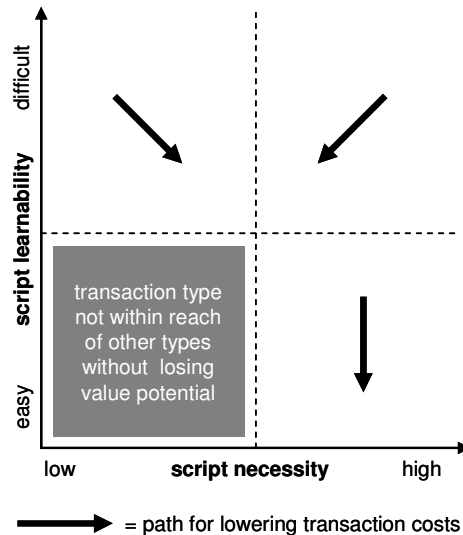 difficult
script learnability
easy
transaction type
not within reach
of other types
without losing
value potential
low script necessity high
= path for lowering transaction costs